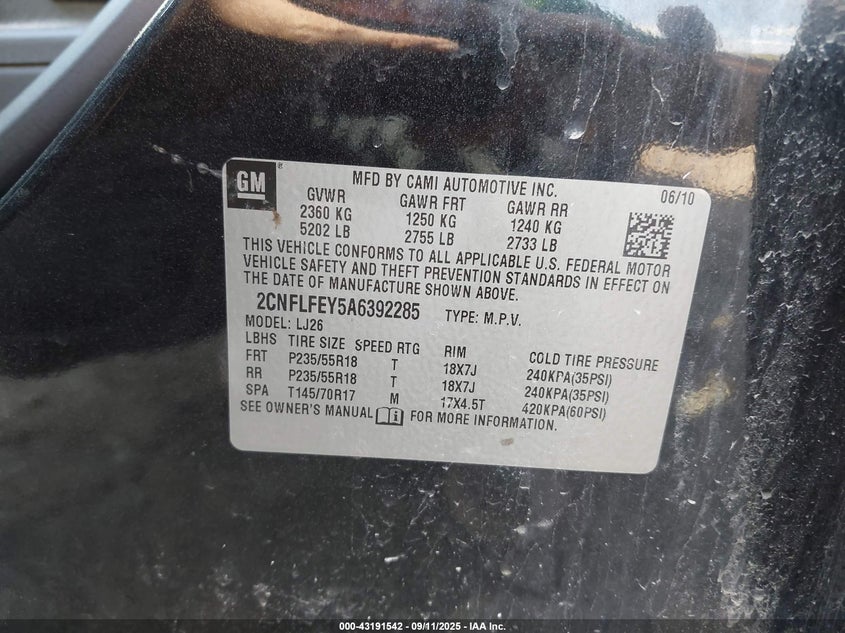 GM ®
MFD BY CAMI AUTOMOTIVE INC. 06/10
GVWR GAWR FRT GAWR RR
2360 KG 1250 KG 1240 KG
5202 LB 2755 LB 2733 LB
THIS VEHICLE CONFORMS TO ALL APPLICABLE U.S. FEDERAL MOTOR
VEHICLE SAFETY AND THEFT PREVENTION STANDARDS IN EFFECT ON
THE DATE OF MANUFACTURE SHOWN ABOVE.
2CNFLFEY5A6392285 TYPE: M.P.V.
MODEL: LJ26
LBHS TIRE SIZE SPEED RTG RIM COLD TIRE PRESSURE
FRT P235/55R18 T 18X7J 240KPA(35PSI)
RR P235/55R18 T 18X7J 240KPA(35PSI)
SPA T145/70R17 M 17X4.5T 420KPA(60PSI)
SEE OWNER'S MANUAL FOR MORE INFORMATION.
000-43191542 - 09/11/2025 - IAA Inc.